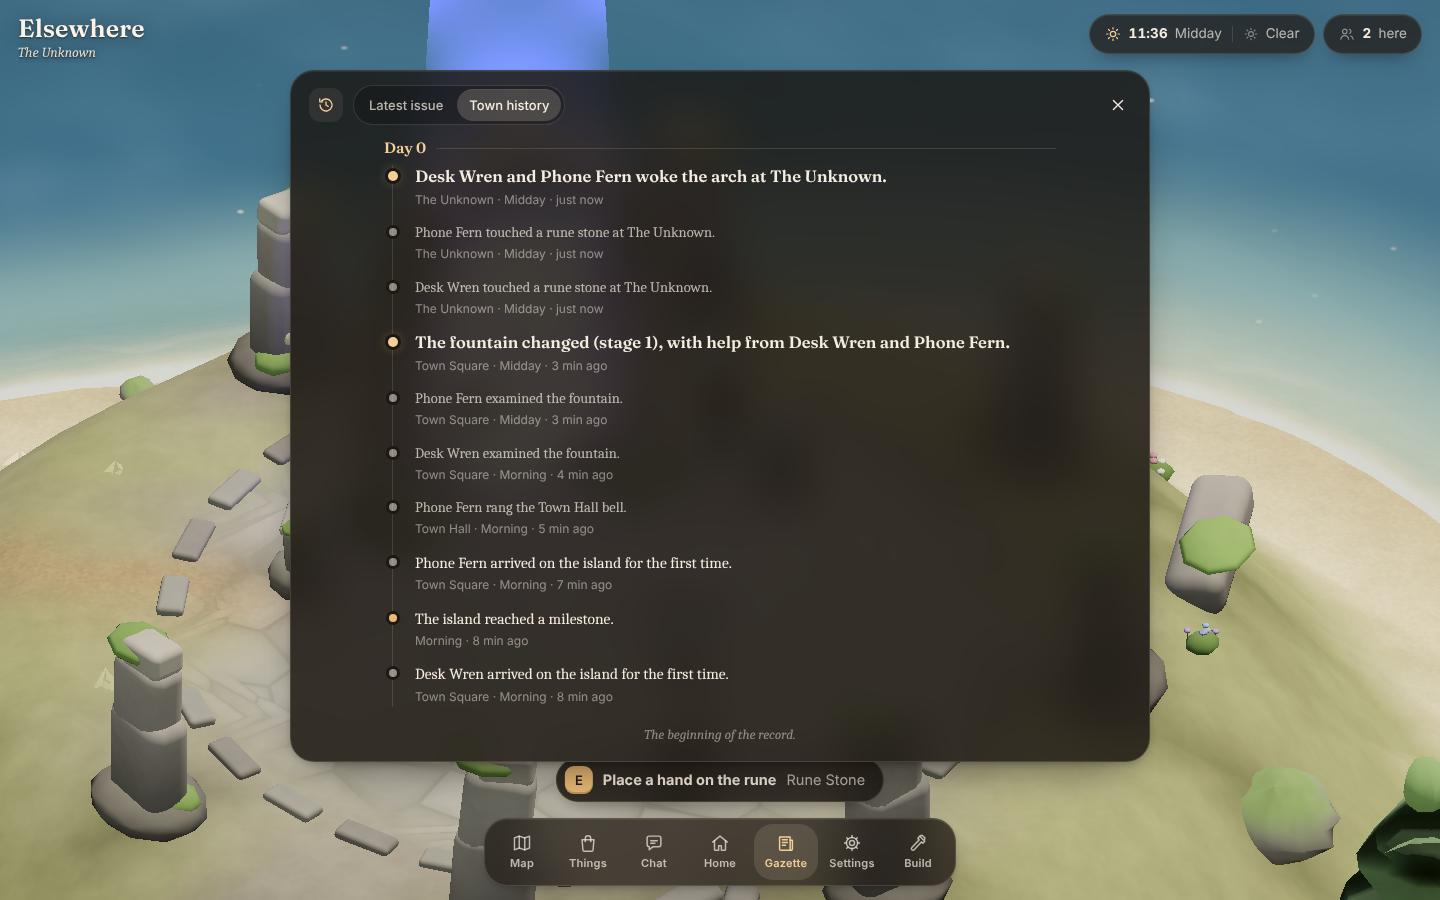 Elsewhere
The Unknown
11:36 Midday
Clear
2 here
Latest issue
Town history
Day 0
Desk Wren and Phone Fern woke the arch at The Unknown.
The Unknown · Midday · just now
Phone Fern touched a rune stone at The Unknown.
The Unknown · Midday · just now
Desk Wren touched a rune stone at The Unknown.
The Unknown · Midday · just now
The fountain changed (stage 1), with help from Desk Wren and Phone Fern.
Town Square · Midday · 3 min ago
Phone Fern examined the fountain.
Town Square · Midday · 3 min ago
Desk Wren examined the fountain.
Town Square · Morning · 4 min ago
Phone Fern rang the Town Hall bell.
Town Hall · Morning · 5 min ago
Phone Fern arrived on the island for the first time.
Town Square · Morning · 7 min ago
The island reached a milestone.
Morning · 8 min ago
Desk Wren arrived on the island for the first time.
Town Square · Morning · 8 min ago
The beginning of the record.
E Place a hand on the rune Rune Stone
Map
Things
Chat
Home
Gazette
Settings
Build